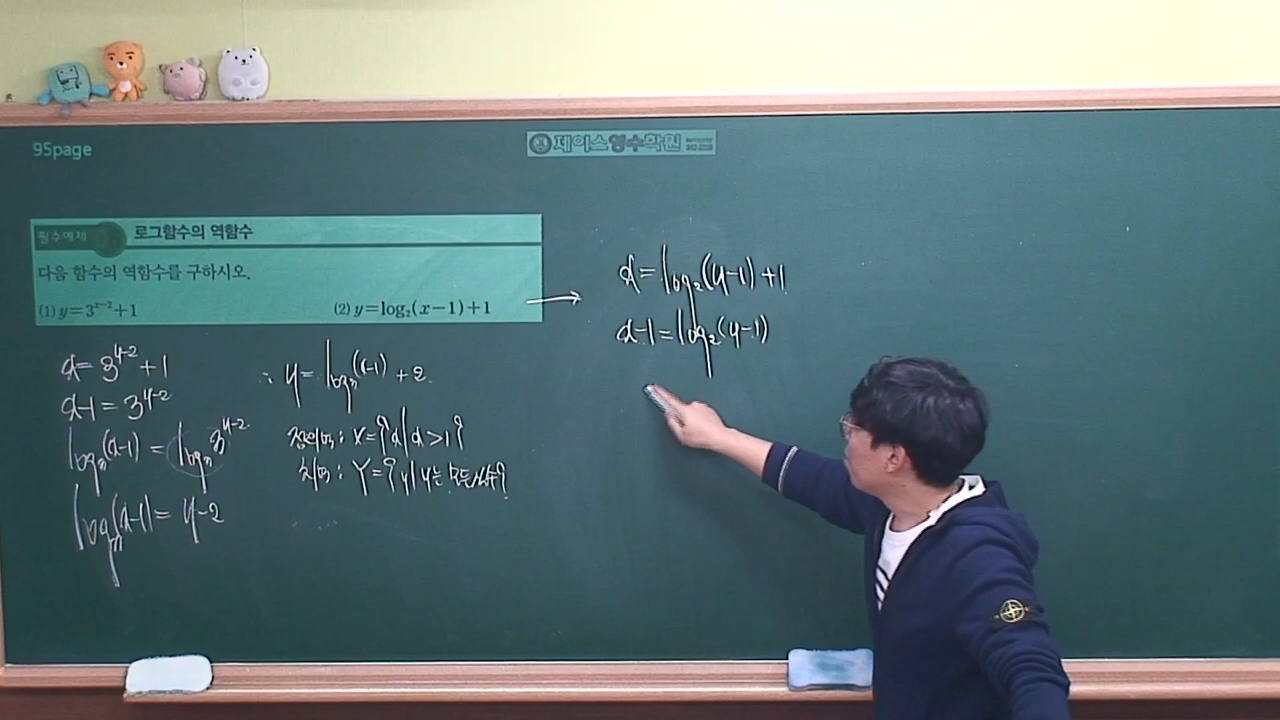 95page
제이스영수학원
필수예제
로그함수의 역함수
다음 함수의 역함수를 구하시오.
(1) y=3^{x-2}+1
(2) y=log₂(x-1)+1
x=3^{y-2}+1
x-1=3^{y-2}
log₃(x-1)=log₃3^{y-2}
log₃(x-1)=y-2
∴ y=log₃(x-1)+2
정의역: X={x|x>1}
치역: Y={y|y는 모든 실수}
x=log₂(y-1)+1
x-1=log₂(y-1)